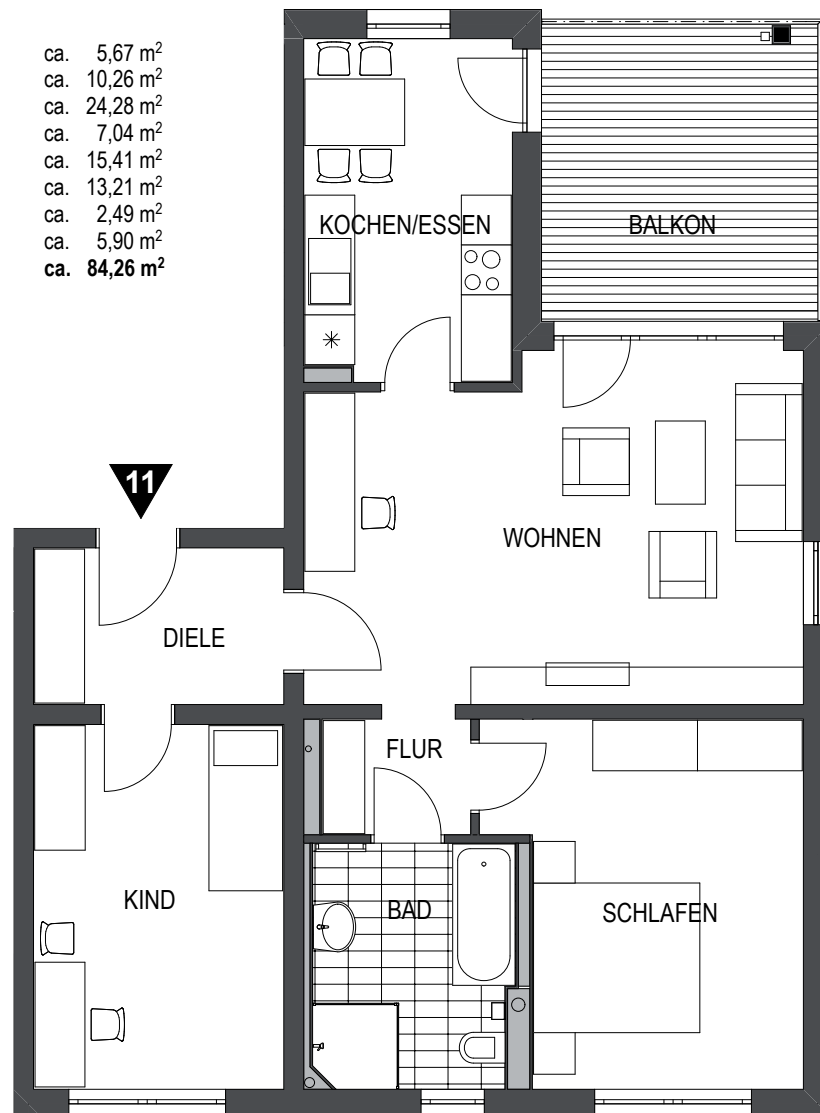 ca. 5,67 m²
ca. 10,26 m²
ca. 24,28 m²
ca. 7,04 m²
ca. 15,41 m²
ca. 13,21 m²
ca. 2,49 m²
ca. 5,90 m²
ca. 84,26 m²
KOCHEN/ESSEN
BALKON
11
WOHNEN
DIELE
FLUR
KIND
BAD
SCHLAFEN